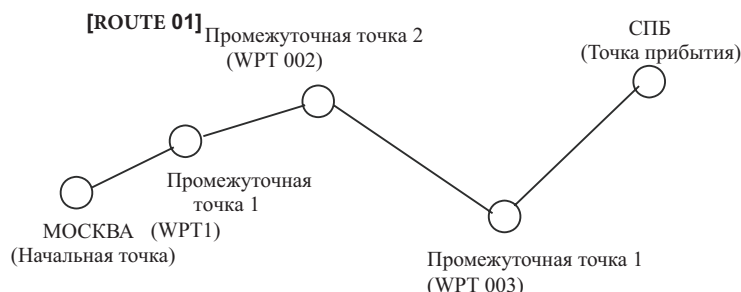 [ROUTE 01]
Промежуточная точка 2
(WPT 002)
СПБ
(Точка прибытия)
Промежуточная
точка 1
(WPT1)
МОСКВА
(Начальная точка)
Промежуточная точка 1
(WPT 003)